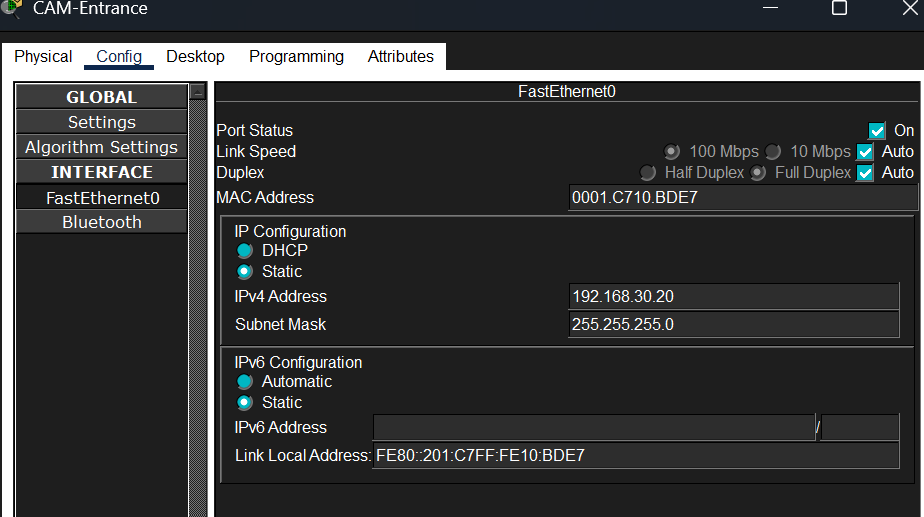 CAM-Entrance
Physical Config Desktop Programming Attributes
GLOBAL
Settings
Algorithm Settings
INTERFACE
FastEthernet0
Bluetooth
FastEthernet0
Port Status On
Link Speed 100 Mbps 10 Mbps Auto
Duplex Half Duplex Full Duplex Auto
MAC Address 0001.C710.BDE7
IP Configuration
DHCP
Static
IPv4 Address 192.168.30.20
Subnet Mask 255.255.255.0
IPv6 Configuration
Automatic
Static
IPv6 Address /
Link Local Address: FE80::201:C7FF:FE10:BDE7